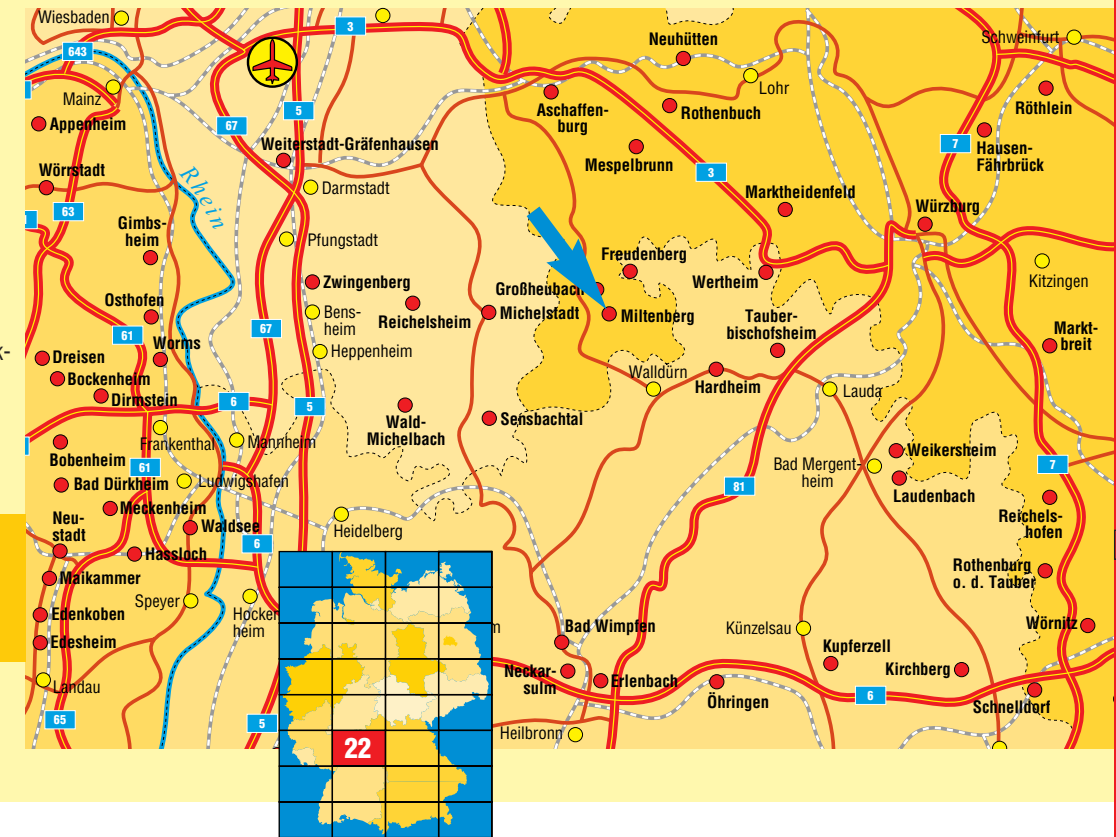 Wiesbaden
3
Neuhütten
Schweinfurt
643
Mainz
5
Lohr
Röthlein
Aschaffen-
burg
Rothenbuch
Appenheim
67
Hausen-
Fährbrück
7
Weiterstadt-Gräfenhausen
Mespelbrunn
3
Wörrstadt
Rhein
Darmstadt
Marktheidenfeld
Würzburg
63
Gimbs-
heim
Pfungstadt
Freudenberg
Wertheim
Kitzingen
Zwingenberg
Großheubach
Osthofen
Reichelsheim
Michelstadt
Miltenberg
Tauber-
bischofsheim
Bens-
heim
67
61
Worms
Heppenheim
Markt-
breit
k-
Dreisen
Bockenheim
Walldürn
Hardheim
Lauda
Dirmstein
6
5
Wald-
Michelbach
Sensbachtal
Frankenthal
Mannheim
Bobenheim
61
Weikersheim
Bad Mergent-
heim
7
Bad Dürkheim
Ludwigshafen
81
Laudenbach
Meckenheim
Reichels-
hofen
Neu-
stadt
Waldsee
Heidelberg
Hassloch
6
Maikammer
Rothenburg
o. d. Tauber
Speyer
Hocken
heim
Edenkoben
m
Bad Wimpfen
Künzelsau
Wörnitz
Edesheim
Kupferzell
Kirchberg
Landau
Neckar-
sulm
Erlenbach
Öhringen
6
Schnelldorf
65
5
Heilbronn
22